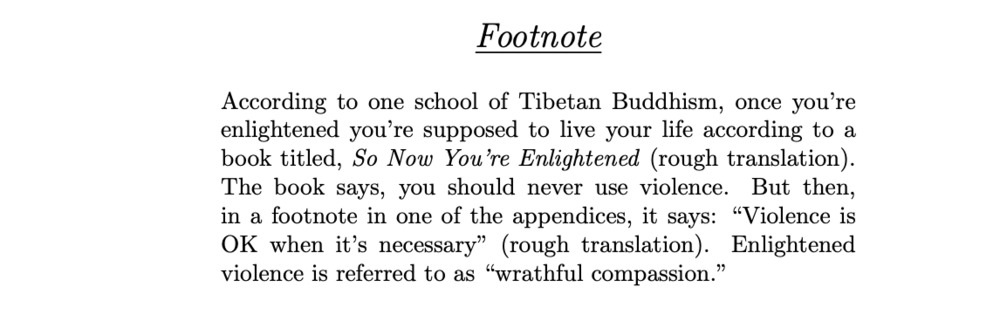 Footnote
According to one school of Tibetan Buddhism, once you’re
enlightened you’re supposed to live your life according to a
book titled, So Now You’re Enlightened (rough translation).
The book says, you should never use violence. But then,
in a footnote in one of the appendices, it says: “Violence is
OK when it’s necessary” (rough translation). Enlightened
violence is referred to as “wrathful compassion.”